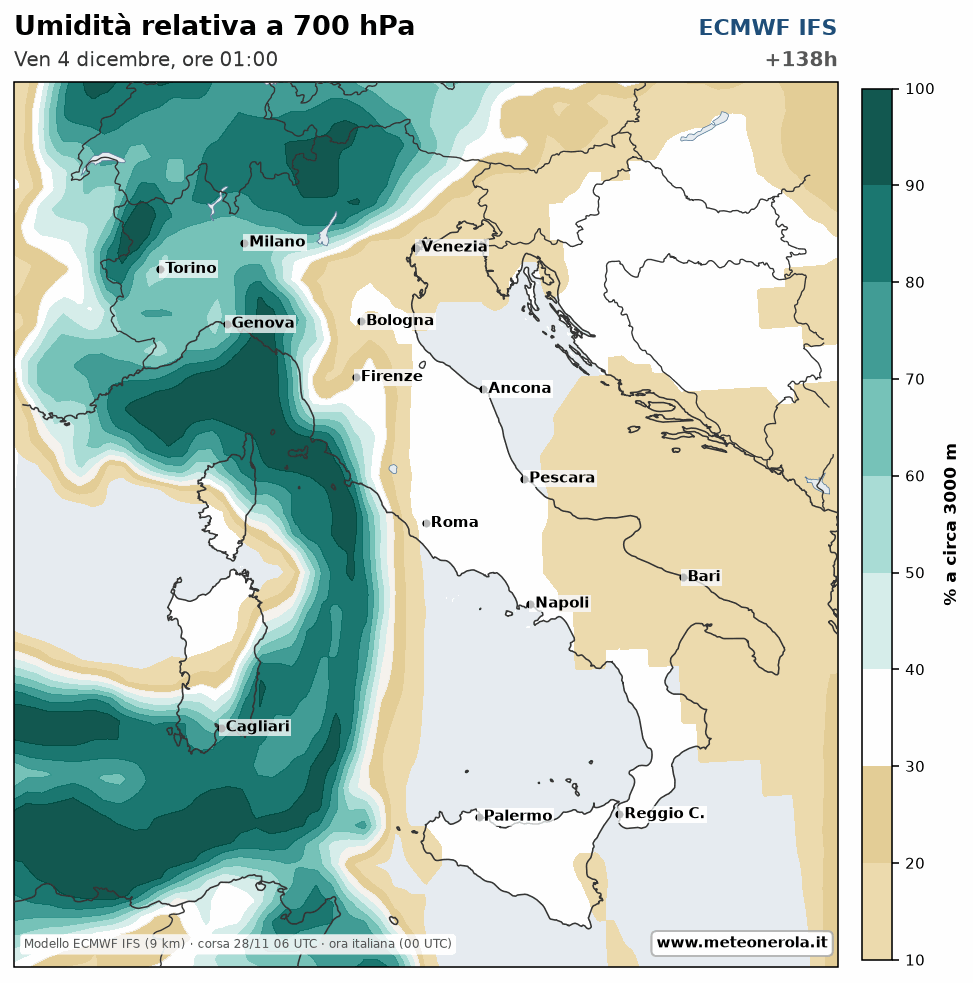 Umidità relativa a 700 hPa
ECMWF IFS
Ven 4 dicembre, ore 01:00
+138h
100
90
80
70
60
50
40
30
20
10
% a circa 3000 m
Milano
Venezia
Torino
Bologna
Genova
Firenze
Ancona
Pescara
Roma
Bari
Napoli
Cagliari
Palermo
Reggio C.
Modello ECMWF IFS (9 km) · corsa 28/11 06 UTC · ora italiana (00 UTC)
www.meteonerola.it